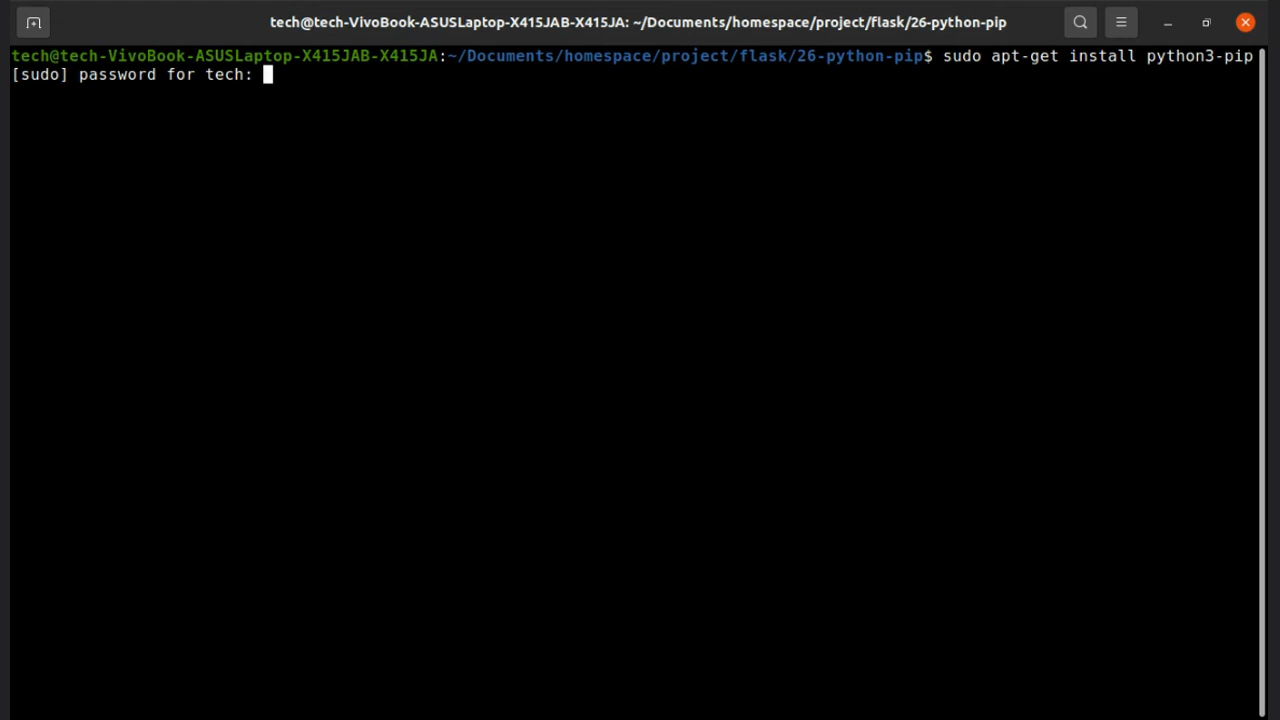 tech@tech-VivoBook-ASUSLaptop-X415JAB-X415JA: ~/Documents/homespace/project/flask/26-python-pip
tech@tech-VivoBook-ASUSLaptop-X415JAB-X415JA:~/Documents/homespace/project/flask/26-python-pip$ sudo apt-get install python3-pip
[sudo] password for tech: